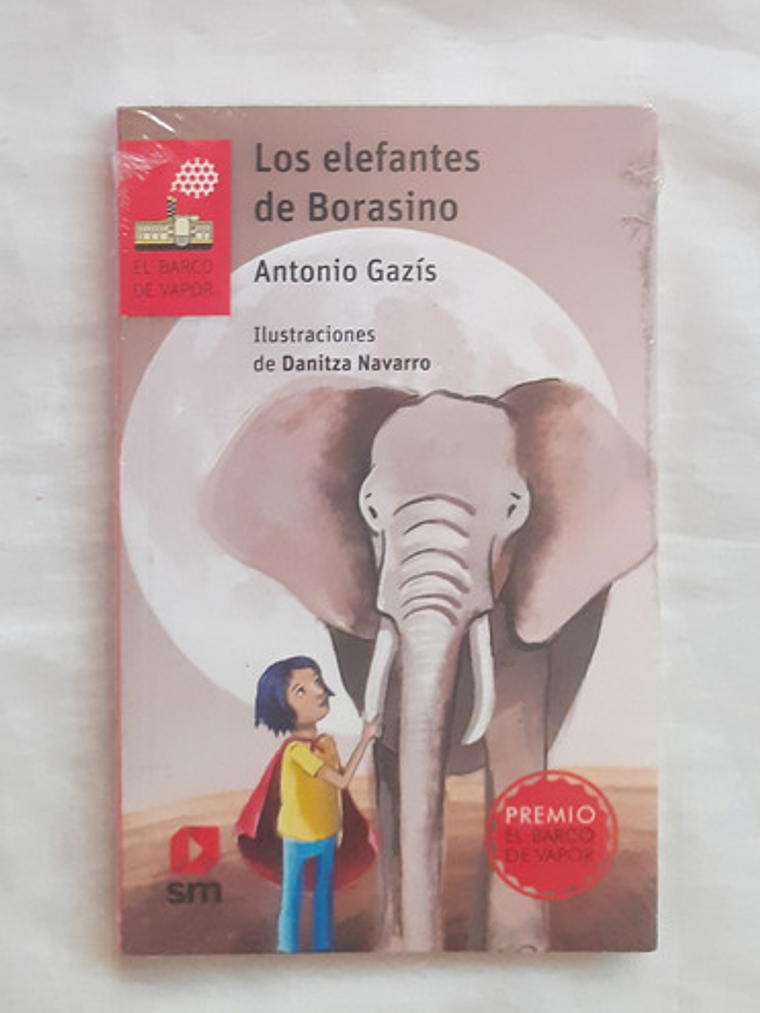 Los elefantes
de Borasino
EL BARCO
DE VAPOR
Antonio Gazís
Ilustraciones
de Danitza Navarro
PREMIO
EL BARCO
DE VAPOR
sm